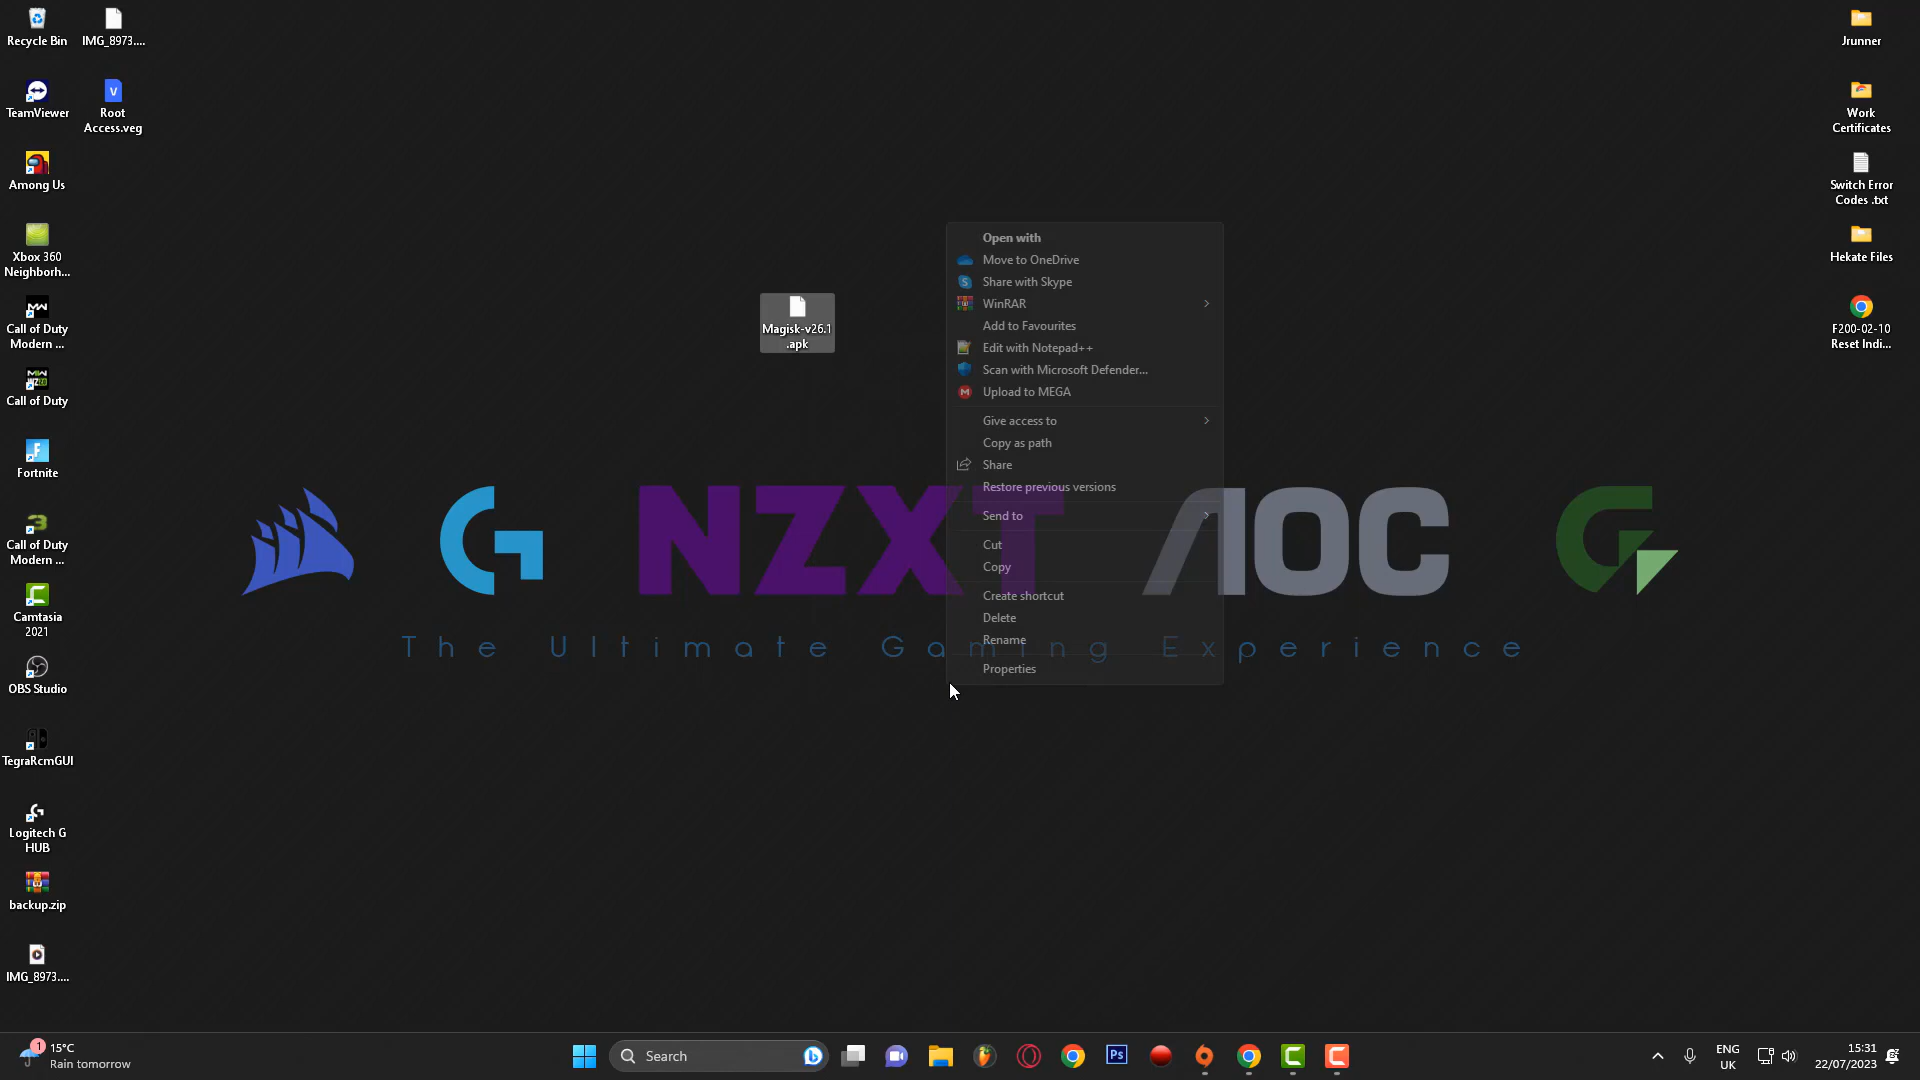 Recycle Bin
IMG_8973....
TeamViewer
Root
Access.veg
Among Us
Xbox 360
Neighborh...
Call of Duty
Modern ...
Call of Duty
Fortnite
Call of Duty
Modern ...
Camtasia
2021
OBS Studio
TegraRcmGUI
Logitech G
HUB
backup.zip
IMG_8973....
Magisk-v26.1
.apk
Open with
Move to OneDrive
Share with Skype
WinRAR
Add to Favourites
Edit with Notepad++
Scan with Microsoft Defender...
Upload to MEGA
Give access to
Copy as path
Share
Restore previous versions
Send to
Cut
Copy
Create shortcut
Delete
Rename
Properties
NZXT
AOC
The Ultimate Gaming Experience
Jrunner
Work
Certificates
Switch Error
Codes .txt
Hekate Files
F200-02-10
Reset Indi...
1
15°C
Rain tomorrow
Search
Ps
ENG
UK
15:31
22/07/2023